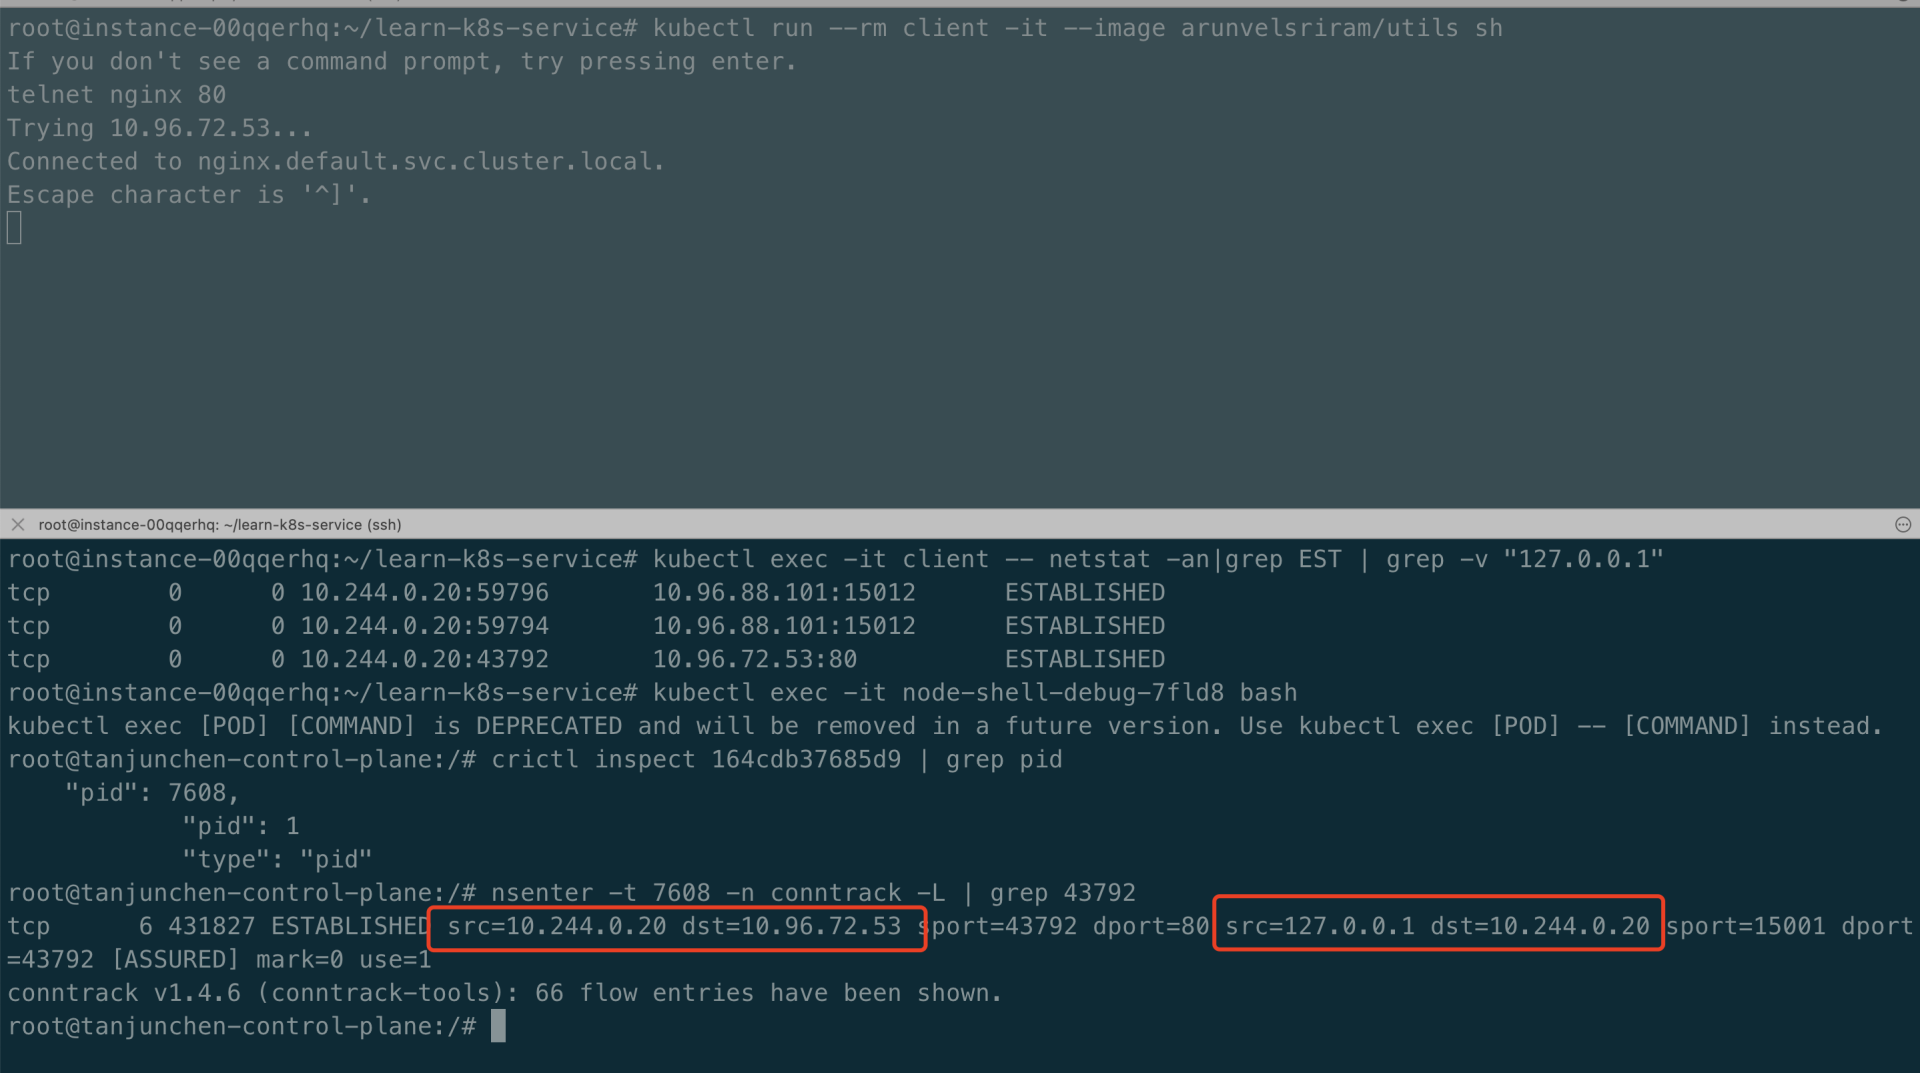 root@instance-00qqerhq:~/learn-k8s-service# kubectl run --rm client -it --image arunvelsriram/utils sh
If you don't see a command prompt, try pressing enter.
telnet nginx 80
Trying 10.96.72.53...
Connected to nginx.default.svc.cluster.local.
Escape character is '^]'.
root@instance-00qqerhq: ~/learn-k8s-service (ssh)
root@instance-00qqerhq:~/learn-k8s-service# kubectl exec -it client -- netstat -an|grep EST | grep -v "127.0.0.1"
tcp        0      0 10.244.0.20:59796       10.96.88.101:15012      ESTABLISHED
tcp        0      0 10.244.0.20:59794       10.96.88.101:15012      ESTABLISHED
tcp        0      0 10.244.0.20:43792       10.96.72.53:80          ESTABLISHED
root@instance-00qqerhq:~/learn-k8s-service# kubectl exec -it node-shell-debug-7fld8 bash
kubectl exec [POD] [COMMAND] is DEPRECATED and will be removed in a future version. Use kubectl exec [POD] -- [COMMAND] instead.
root@tanjunchen-control-plane:/# crictl inspect 164cdb37685d9 | grep pid
    "pid": 7608,
            "pid": 1
            "type": "pid"
root@tanjunchen-control-plane:/# nsenter -t 7608 -n conntrack -L | grep 43792
tcp      6 431827 ESTABLISHED src=10.244.0.20 dst=10.96.72.53 sport=43792 dport=80 src=127.0.0.1 dst=10.244.0.20 sport=15001 dport
=43792 [ASSURED] mark=0 use=1
conntrack v1.4.6 (conntrack-tools): 66 flow entries have been shown.
root@tanjunchen-control-plane:/#